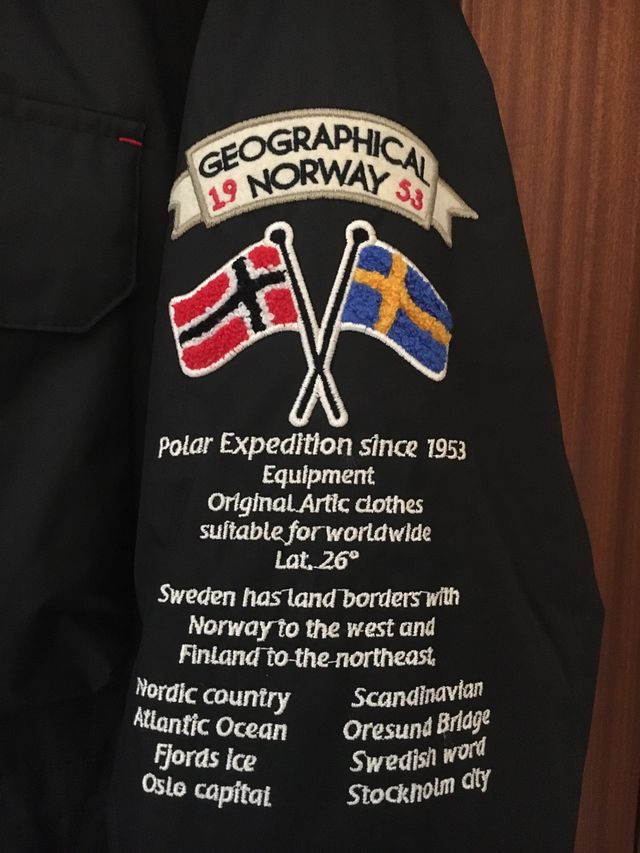 GEOGRAPHICAL
19 NORWAY 53
Polar Expedition since 1953
Equipment
Original Artic clothes
suitable for worldwide
Lat. 26°
Sweden has land borders with
Norway to the west and
Finland to the northeast.
Nordic country Scandinavian
Atlantic Ocean Oresund Bridge
Fjords ice Swedish word
Oslo capital Stockholm city